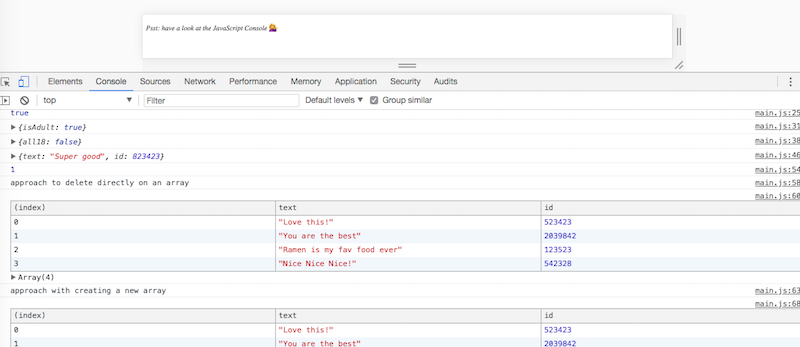 Psst: have a look at the JavaScript Console 💁
Elements Console Sources Network Performance Memory Application Security Audits
top Filter Default levels Group similar
true main.js:25
{isAdult: true} main.js:31
{all18: false} main.js:38
{text: "Super good", id: 823423} main.js:46
1 main.js:54
approach to delete directly on an array main.js:58
main.js:60
(index) text id
0 "Love this!" 523423
1 "You are the best" 2039842
2 "Ramen is my fav food ever" 123523
3 "Nice Nice Nice!" 542328
Array(4)
approach with creating a new array main.js:63
main.js:68
(index) text id
0 "Love this!" 523423
1 "You are the best" 2039842